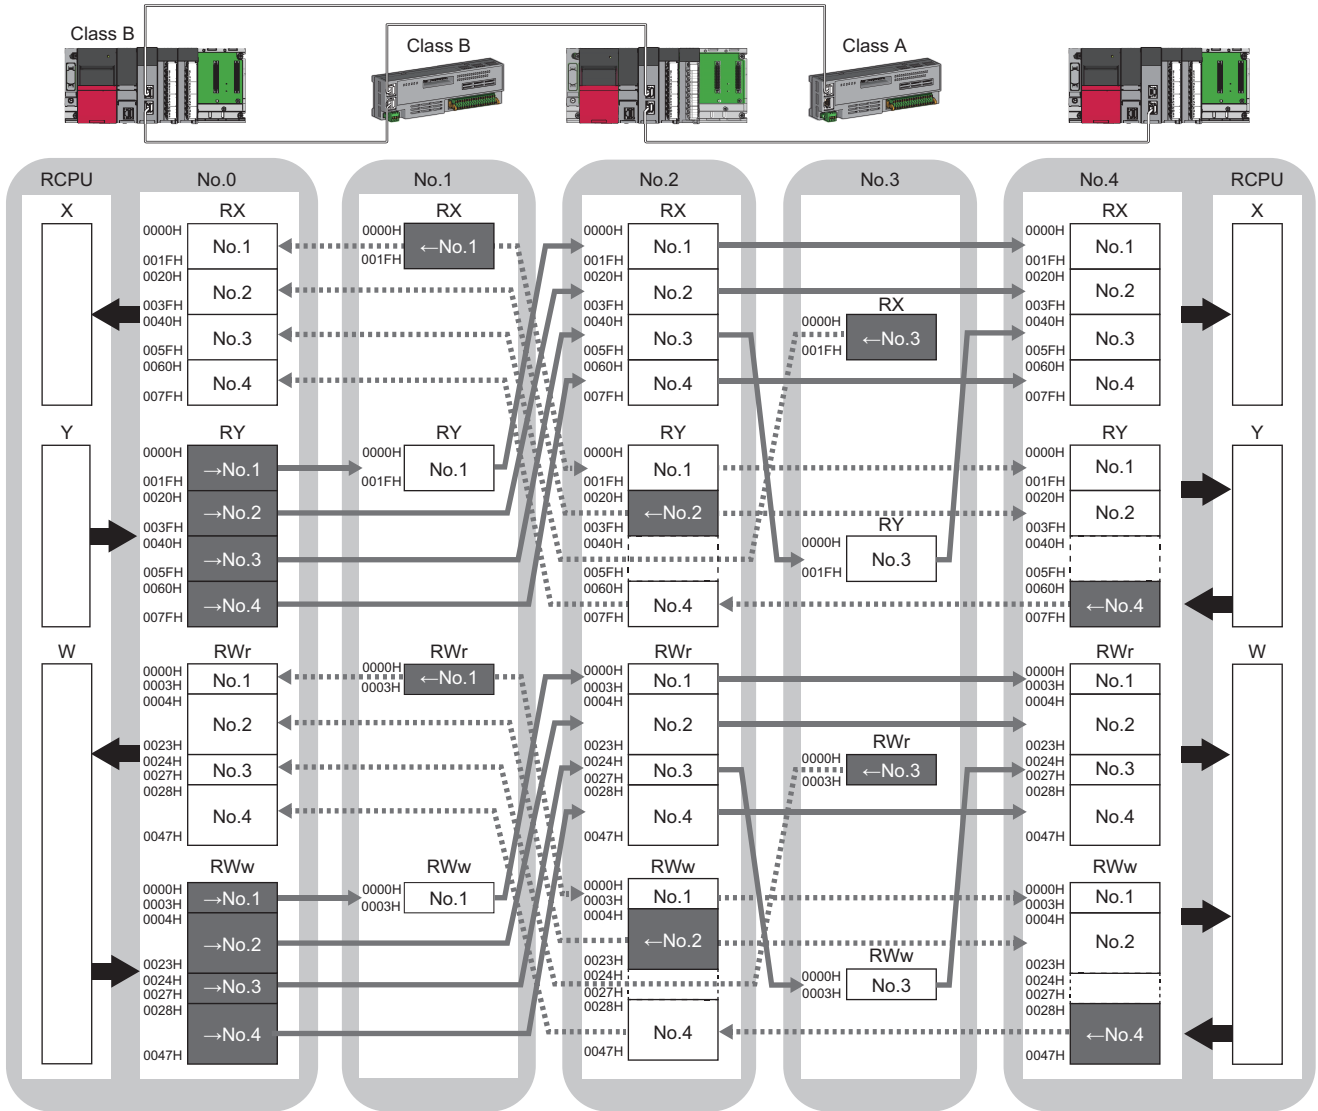 Class B
Class B
Class A
RCPU
No.0
No.1
No.2
No.3
No.4
RCPU
X
RX
0000H
No.1
001FH
0020H
No.2
003FH
0040H
No.3
005FH
0060H
No.4
007FH
Y
RY
0000H
→No.1
001FH
0020H
→No.2
003FH
0040H
→No.3
005FH
0060H
→No.4
007FH
W
RWr
0000H
No.1
0003H
0004H
No.2
0023H
0024H
No.3
0027H
0028H
No.4
0047H
RWw
0000H
→No.1
0003H
0004H
→No.2
0023H
0024H
→No.3
0027H
0028H
→No.4
0047H
RX
0000H
←No.1
001FH
RY
0000H
No.1
001FH
RWr
0000H
←No.1
0003H
RWw
0000H
No.1
0003H
RX
0000H
No.1
001FH
0020H
No.2
003FH
0040H
No.3
005FH
0060H
No.4
007FH
RY
0000H
No.1
001FH
0020H
←No.2
003FH
0040H
005FH
0060H
No.4
007FH
RWr
0000H
No.1
0003H
0004H
No.2
0023H
0024H
No.3
0027H
0028H
No.4
0047H
RWw
0000H
No.1
0003H
0004H
←No.2
0023H
0024H
0027H
0028H
No.4
0047H
RX
0000H
←No.3
001FH
RY
0000H
No.3
001FH
RWr
0000H
←No.3
0003H
RWw
0000H
No.3
0003H
RX
0000H
No.1
001FH
0020H
No.2
003FH
0040H
No.3
005FH
0060H
No.4
007FH
RY
0000H
No.1
001FH
0020H
No.2
003FH
0040H
005FH
0060H
←No.4
007FH
RWr
0000H
No.1
0003H
0004H
No.2
0023H
0024H
No.3
0027H
0028H
No.4
0047H
RWw
0000H
No.1
0003H
0004H
No.2
0023H
0024H
0027H
0028H
←No.4
0047H
X
Y
W